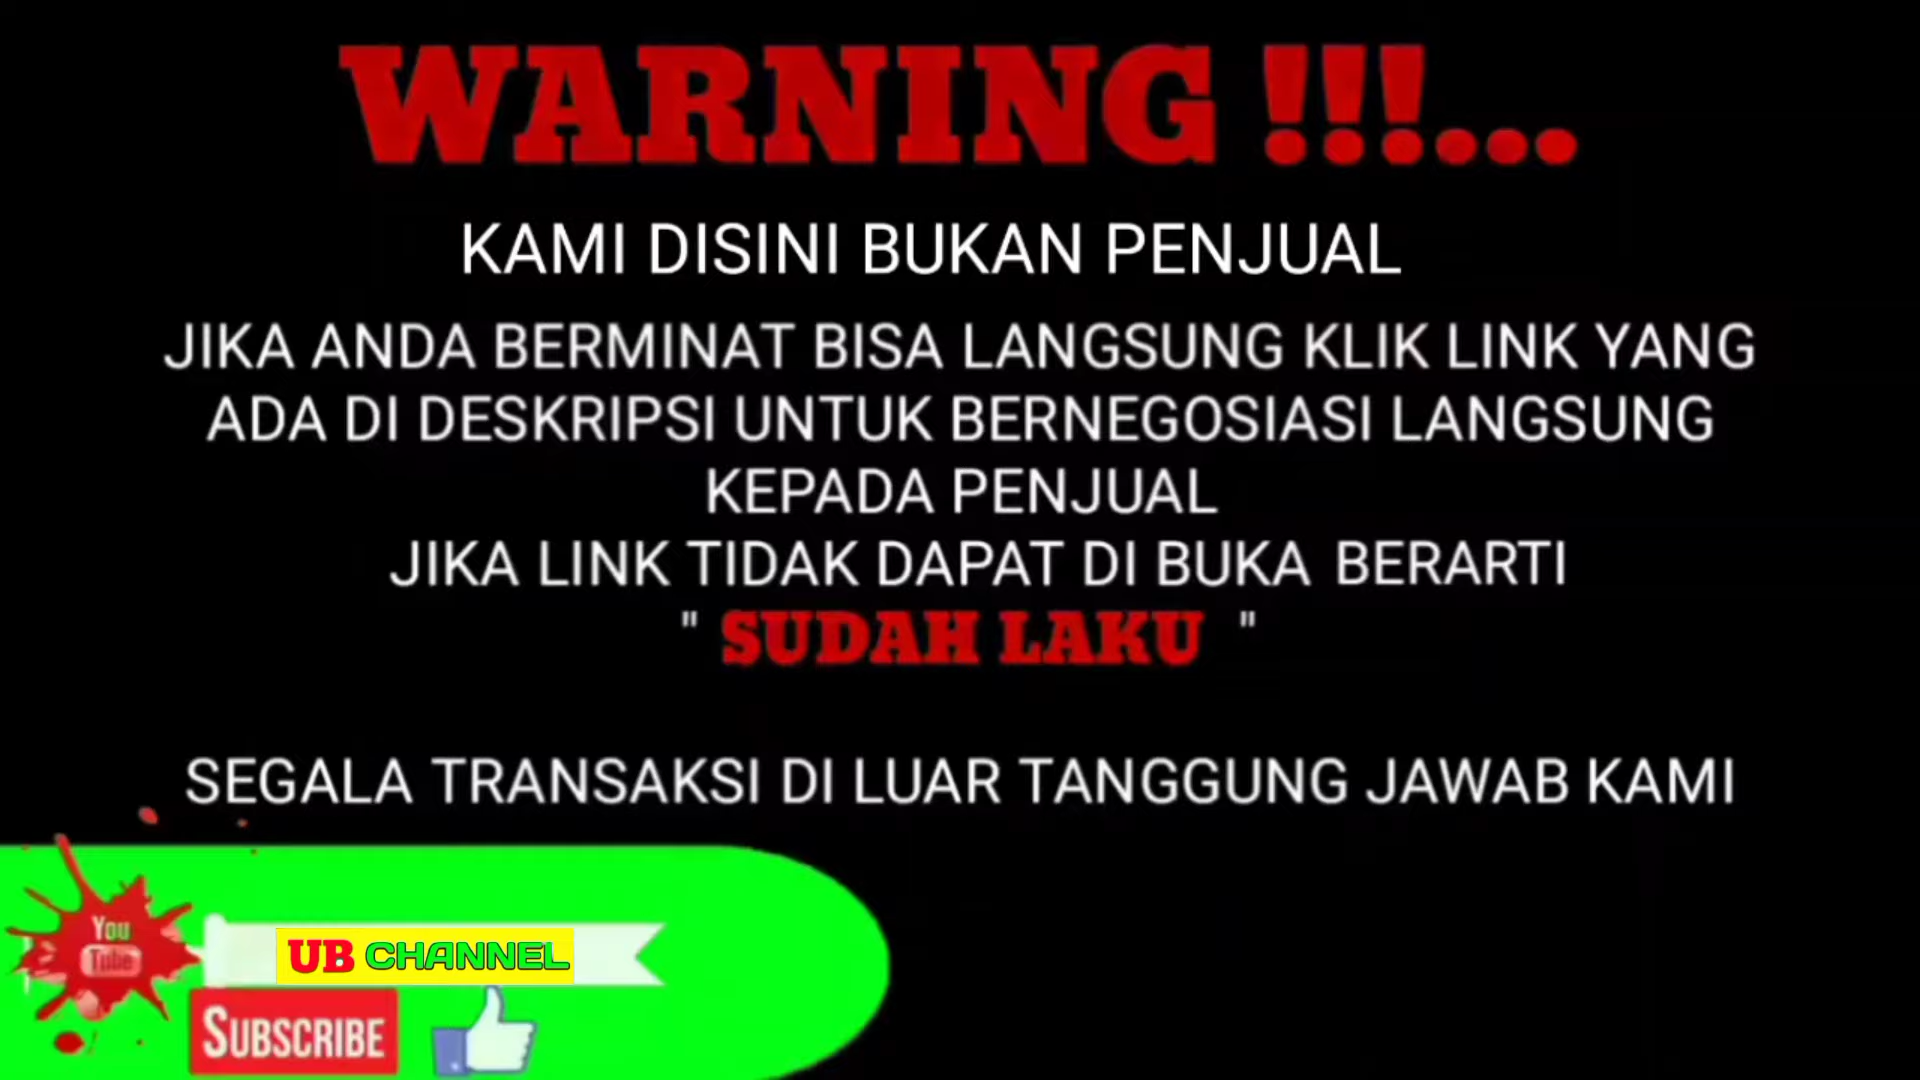 WARNING !!!...
KAMI DISINI BUKAN PENJUAL
JIKA ANDA BERMINAT BISA LANGSUNG KLIK LINK YANG
ADA DI DESKRIPSI UNTUK BERNEGOSIASI LANGSUNG
KEPADA PENJUAL
JIKA LINK TIDAK DAPAT DI BUKA BERARTI
" SUDAH LAKU "
SEGALA TRANSAKSI DI LUAR TANGGUNG JAWAB KAMI
You
Tube
UB CHANNEL
SUBSCRIBE